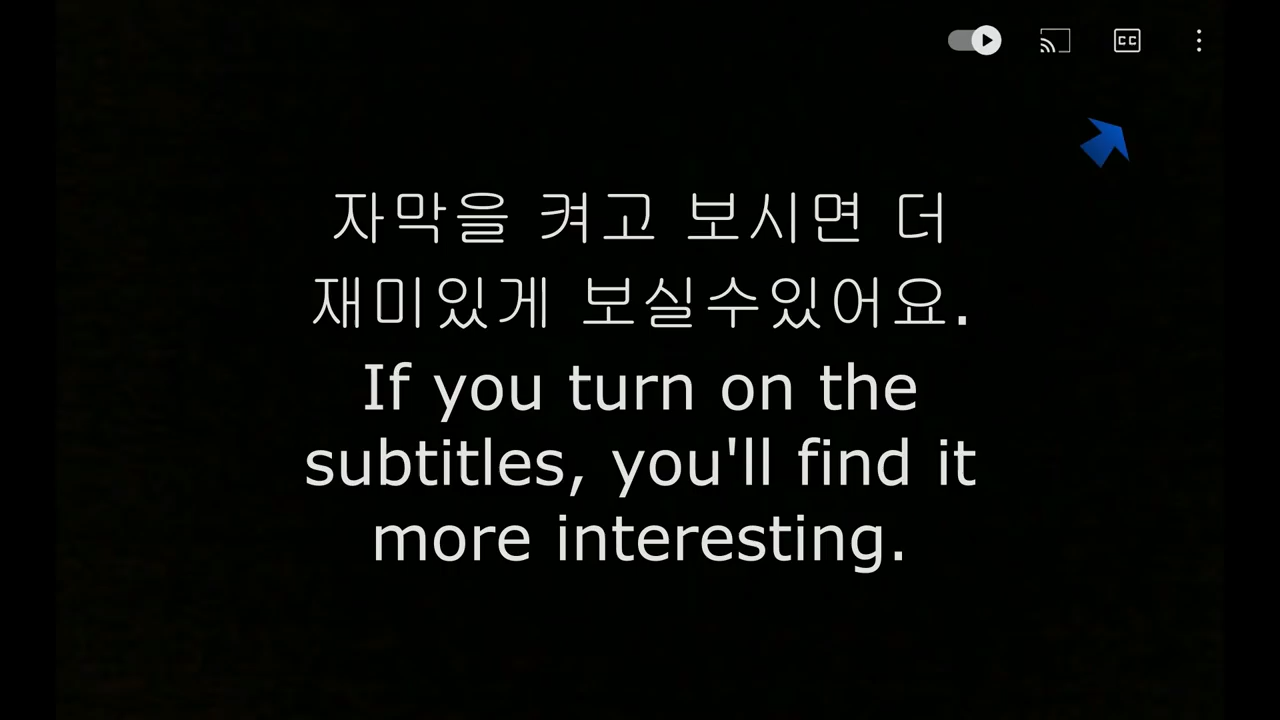 CC
자막을 켜고 보시면 더
재미있게 보실수있어요.
If you turn on the
subtitles, you'll find it
more interesting.